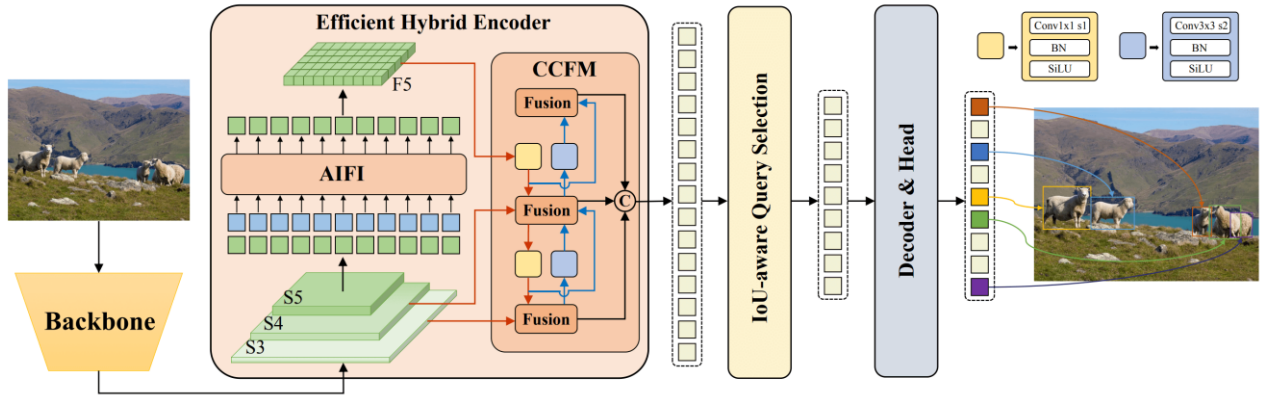 Efficient Hybrid Encoder
Conv1x1 s1
BN
SiLU
Conv3x3 s2
BN
SiLU
F5
CCFM
Fusion
AIFI
Fusion
C
S5
S4
S3
Fusion
Backbone
IoU-aware Query Selection
Decoder & Head